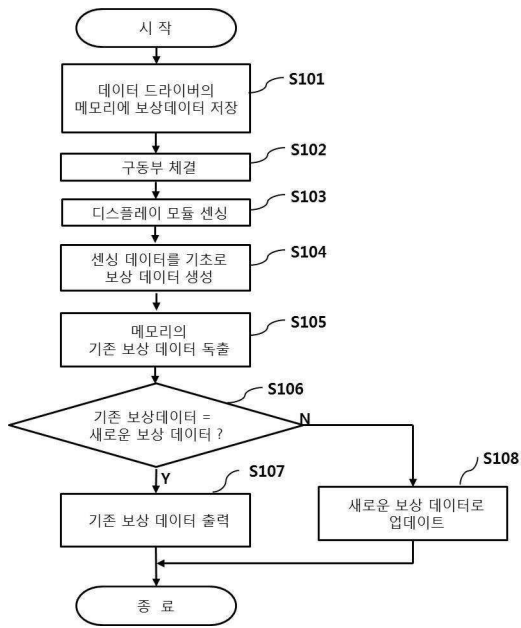 시 작
데이터 드라이버의
메모리에 보상데이터 저장
S101
구동부 체결
S102
디스플레이 모듈 센싱
S103
센싱 데이터를 기초로
보상 데이터 생성
S104
메모리의
기존 보상 데이터 독출
S105
기존 보상데이터 =
새로운 보상 데이터 ?
S106
N
Y
기존 보상 데이터 출력
S107
새로운 보상 데이터로
업데이트
S108
종 료